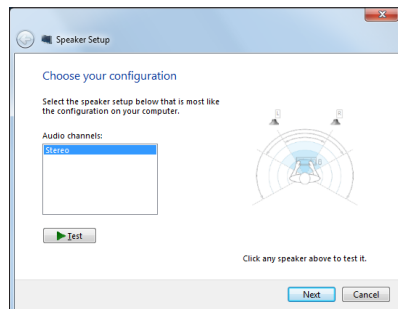 Speaker Setup
Choose your configuration
Select the speaker setup below that is most like
the configuration on your computer.
Audio channels:
Stereo
L
R
Test
Click any speaker above to test it.
Next
Cancel